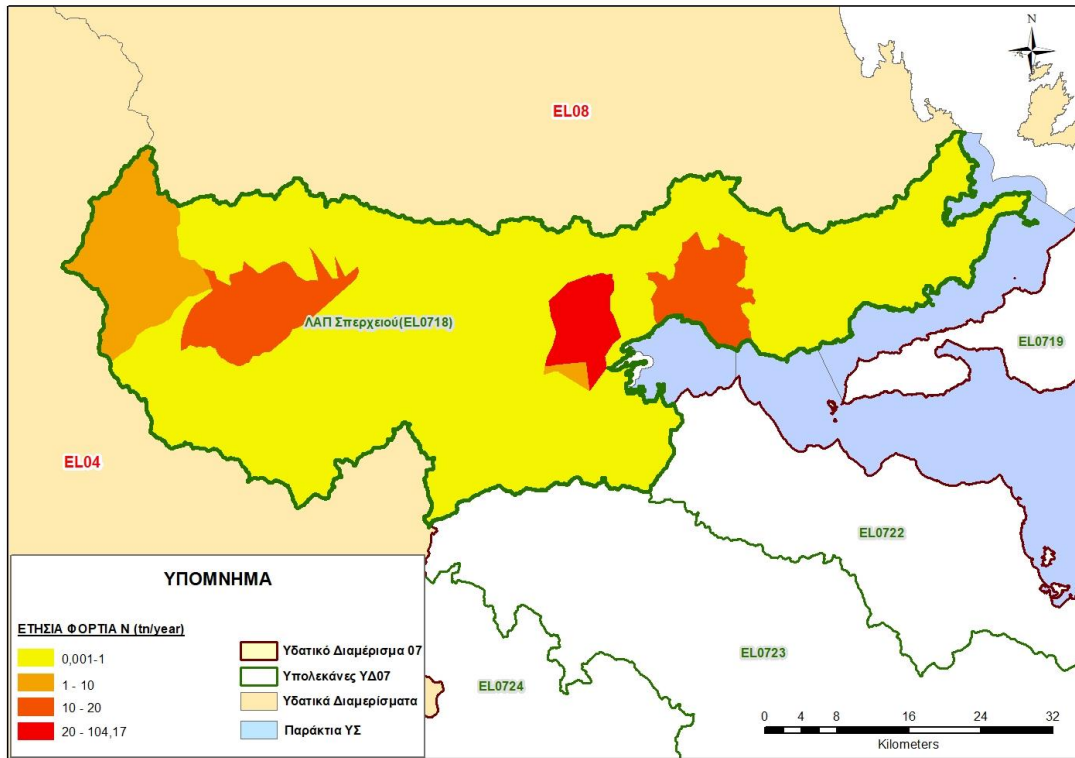 N
EL08
ΛΑΠ Σπερχειού(EL0718)
EL0719
EL04
EL0722
EL0723
EL0724
ΥΠΟΜΝΗΜΑ
ΕΤΗΣΙΑ ΦΟΡΤΙΑ Ν (tn/year)
0,001-1
1 - 10
10 - 20
20 - 104,17
Υδατικό Διαμέρισμα 07
Υπολεκάνες ΥΔ07
Υδατικά Διαμερίσματα
Παράκτια ΥΣ
0 4 8 16 24 32
Kilometers